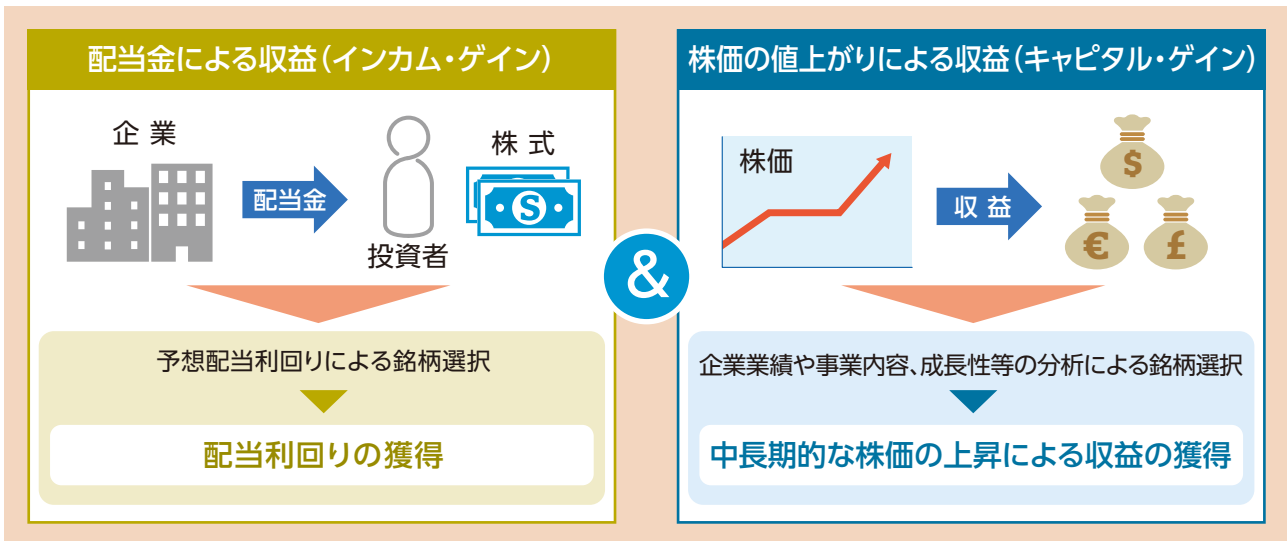 配当金による収益（インカム・ゲイン）
企業
配当金
投資者
株式
S
予想配当利回りによる銘柄選択
配当利回りの獲得
&
株価の値上がりによる収益（キャピタル・ゲイン）
株価
収益
$
€
£
企業業績や事業内容、成長性等の分析による銘柄選択
中長期的な株価の上昇による収益の獲得